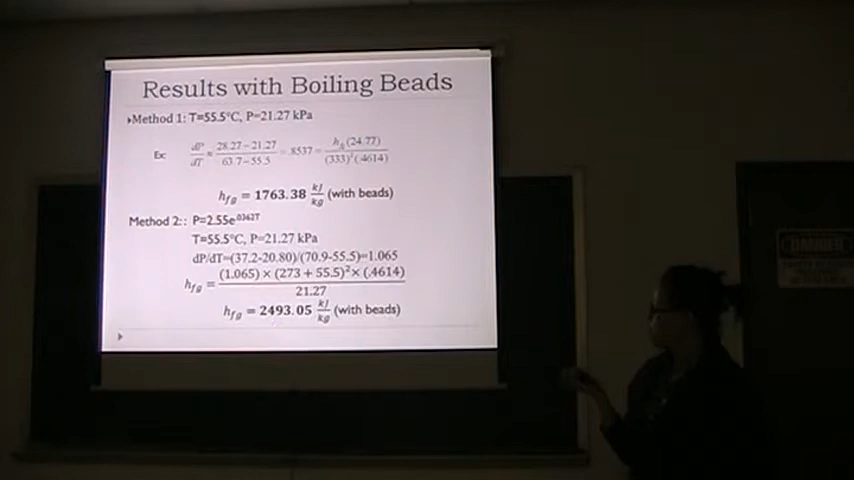 Results with Boiling Beads
Method 1: T=55.5°C, P=21.27 kPa
Ex: dP/dT = (28.27−21.27)/(63.7−55.5) = .8537 = h_fg(24.77)/((333)²(.4614))
h_fg = 1763.38 kJ/kg (with beads)
Method 2:: P=2.55e^.0362T
T=55.5°C, P=21.27 kPa
dP/dT=(37.2-20.80)/(70.9-55.5)=1.065
h_fg = ((1.065) × (273 + 55.5)² × (.4614))/21.27
h_fg = 2493.05 kJ/kg (with beads)
DANGER